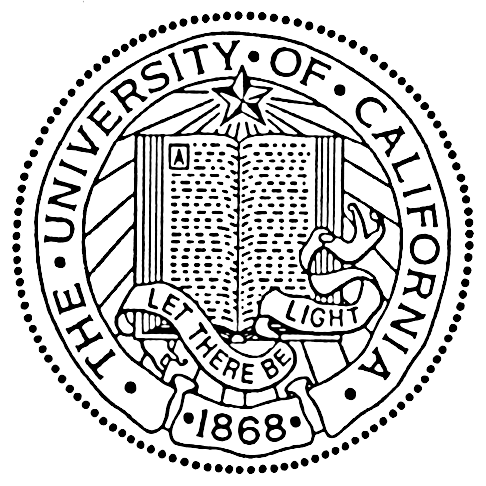 THE · UNIVERSITY · OF · CALIFORNIA
A
LET THERE BE
LIGHT
· 1868 ·